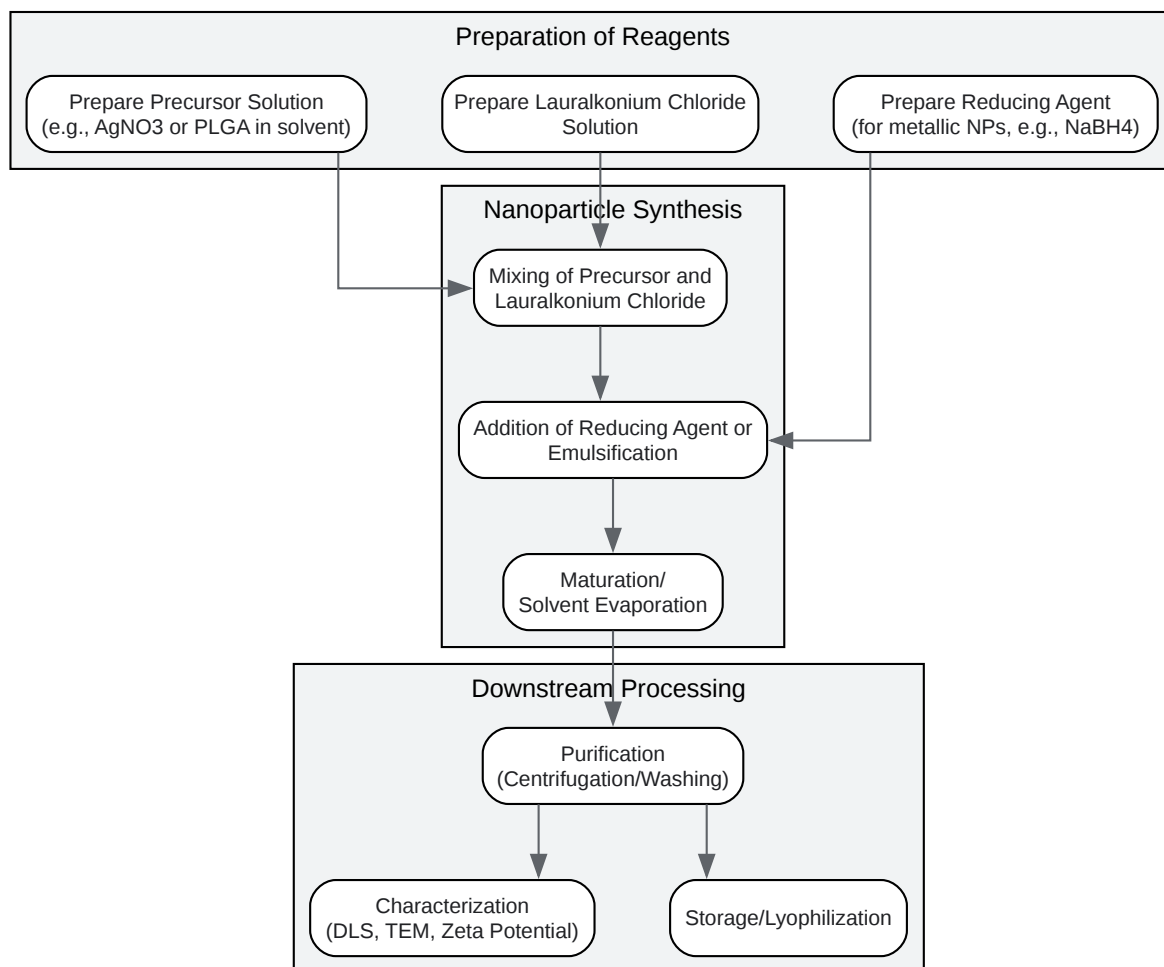 Preparation of Reagents
Prepare Precursor Solution
(e.g., AgNO3 or PLGA in solvent)
Prepare Lauralkonium Chloride
Solution
Prepare Reducing Agent
(for metallic NPs, e.g., NaBH4)
Nanoparticle Synthesis
Mixing of Precursor and
Lauralkonium Chloride
Addition of Reducing Agent or
Emulsification
Maturation/
Solvent Evaporation
Downstream Processing
Purification
(Centrifugation/Washing)
Characterization
(DLS, TEM, Zeta Potential)
Storage/Lyophilization